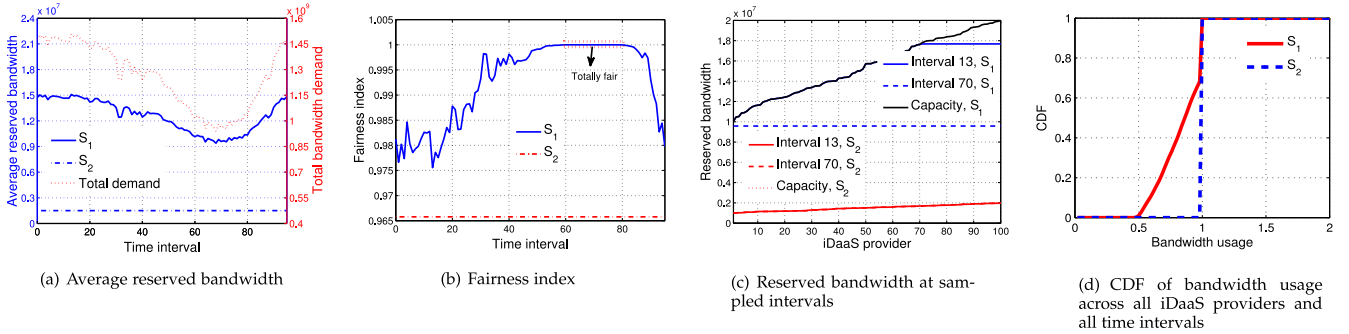 × 10^7
× 10^9
2.4
2.1
1.8
1.5
1.2
0.9
0.6
0.3
0
Average reserved bandwidth
S1
S2
Total demand
1.6
1.45
1.3
1.15
1
0.85
0.7
0.55
0.4
Total bandwidth demand
0 20 40 60 80
Time interval
(a) Average reserved bandwidth
1.005
1
0.995
0.99
0.985
0.98
0.975
0.97
0.965
Fairness index
Totally fair
S1
S2
0 20 40 60 80
Time interval
(b) Fairness index
× 10^7
2
1.8
1.6
1.4
1.2
1
0.8
0.6
0.4
0.2
0
Reserved bandwidth
Interval 13, S1
Interval 70, S1
Capacity, S1
Interval 13, S2
Interval 70, S2
Capacity, S2
10 20 30 40 50 60 70 80 90 100
iDaaS provider
(c) Reserved bandwidth at sam-
pled intervals
1
0.8
0.6
0.4
0.2
0
CDF
S1
S2
0 0.5 1 1.5 2
Bandwidth usage
(d) CDF of bandwidth usage
across all iDaaS providers and
all time intervals